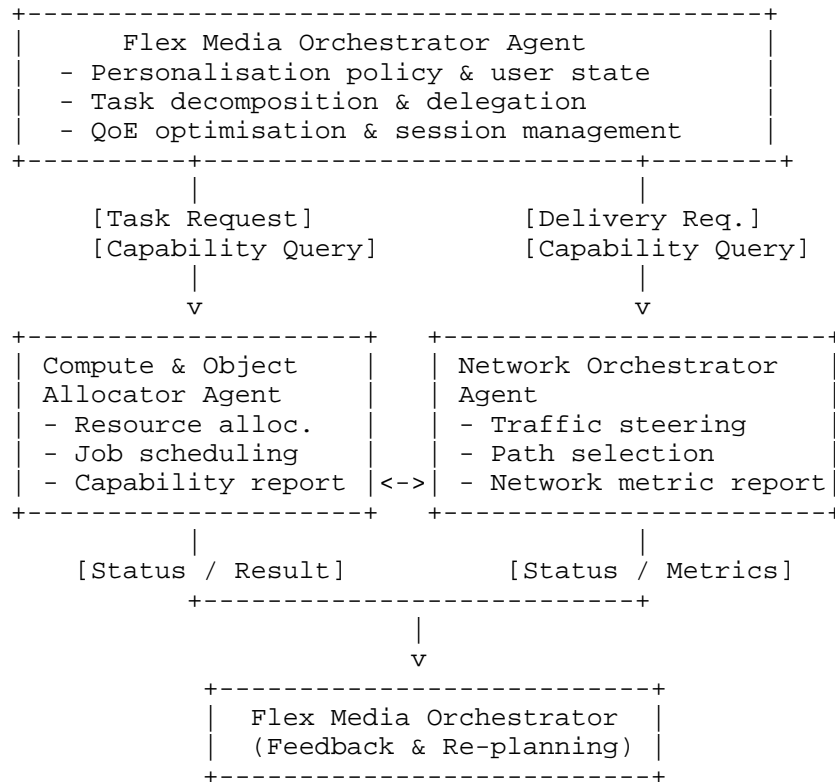 Flex Media Orchestrator Agent
- Personalisation policy & user state
- Task decomposition & delegation
- QoE optimisation & session management
[Task Request] [Delivery Req.]
[Capability Query] [Capability Query]
Compute & Object
Allocator Agent
- Resource alloc.
- Job scheduling
- Capability report
<->
Network Orchestrator
Agent
- Traffic steering
- Path selection
- Network metric report
[Status / Result] [Status / Metrics]
Flex Media Orchestrator
(Feedback & Re-planning)